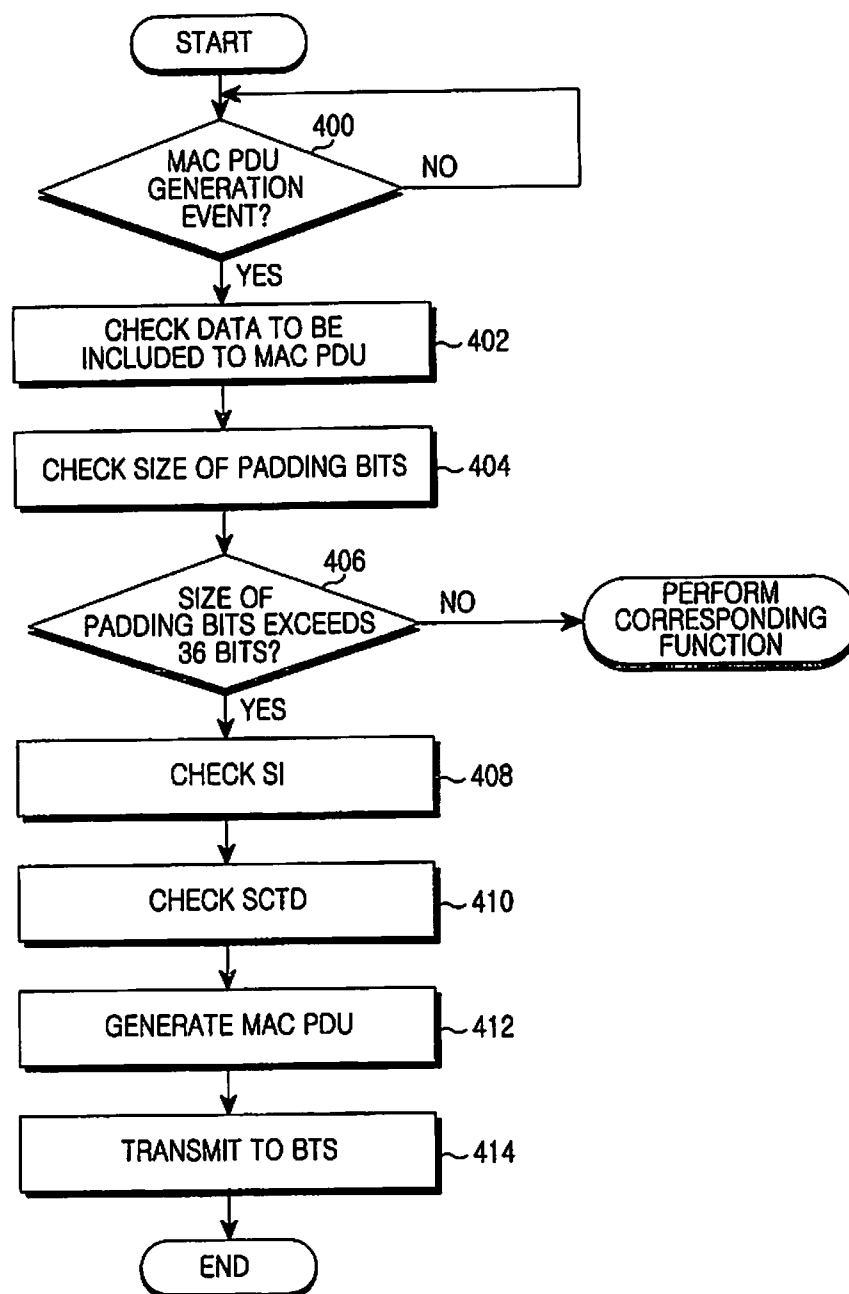 START
400
MAC PDU
GENERATION
EVENT?
NO
YES
CHECK DATA TO BE
INCLUDED TO MAC PDU
402
CHECK SIZE OF PADDING BITS
404
406
SIZE OF
PADDING BITS EXCEEDS
36 BITS?
NO
PERFORM
CORRESPONDING
FUNCTION
YES
CHECK SI
408
CHECK SCTD
410
GENERATE MAC PDU
412
TRANSMIT TO BTS
414
END